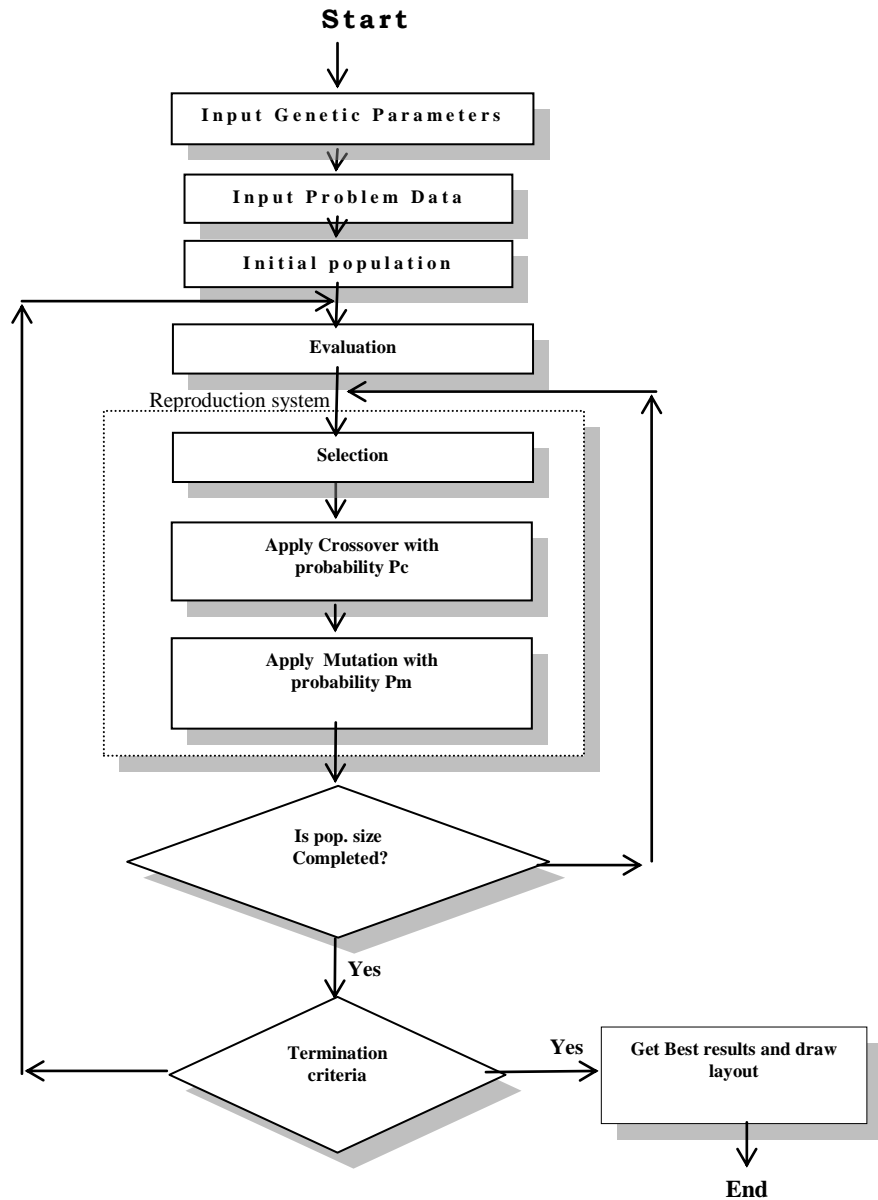 Start
Input Genetic Parameters
Input Problem Data
Initial population
Evaluation
Reproduction system
Selection
Apply Crossover with
probability Pc
Apply Mutation with
probability Pm
Is pop. size
Completed?
Yes
Termination
criteria
Yes
Get Best results and draw
layout
End